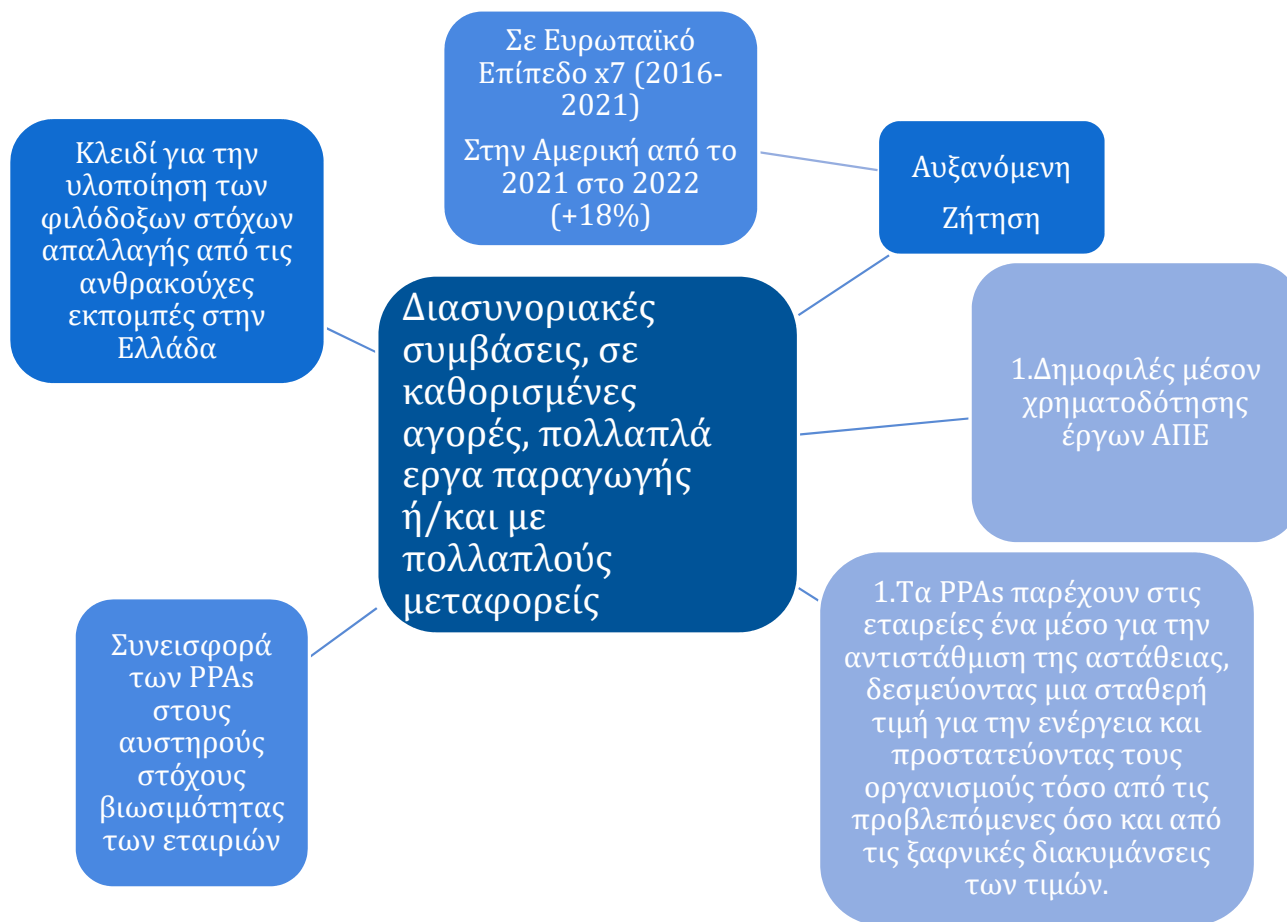 Σε Ευρωπαϊκό
Επίπεδο x7 (2016-
2021)
Στην Αμερική από το
2021 στο 2022
(+18%)
Αυξανόμενη
Ζήτηση
Κλειδί για την
υλοποίηση των
φιλόδοξων στόχων
απαλλαγής από τις
ανθρακούχες
εκπομπές στην
Ελλάδα
Διασυνοριακές
συμβάσεις, σε
καθορισμένες
αγορές, πολλαπλά
εργα παραγωγής
ή/και με
πολλαπλούς
μεταφορείς
1.Δημοφιλές μέσον
χρηματοδότησης
έργων ΑΠΕ
Συνεισφορά
των PPAs
στους
αυστηρούς
στόχους
βιωσιμότητας
των εταιριών
1.Τα PPAs παρέχουν στις
εταιρείες ένα μέσο για την
αντιστάθμιση της αστάθειας,
δεσμεύοντας μια σταθερή
τιμή για την ενέργεια και
προστατεύοντας τους
οργανισμούς τόσο από τις
προβλεπόμενες όσο και από
τις ξαφνικές διακυμάνσεις
των τιμών.